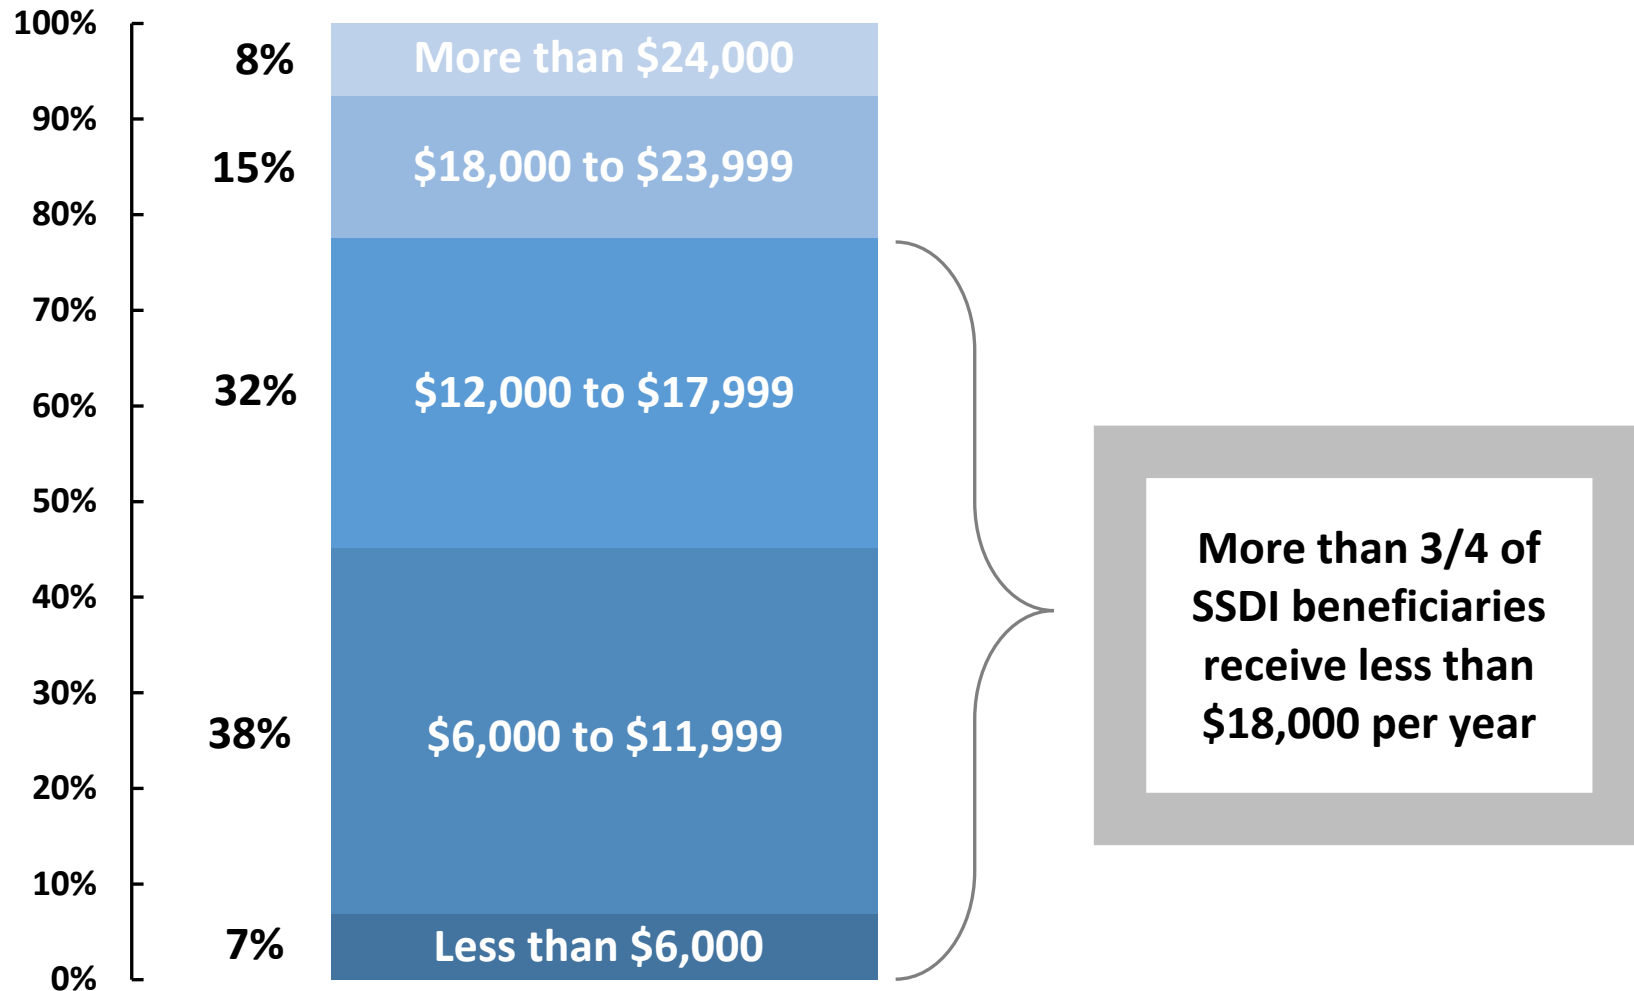 100%
90%
80%
70%
60%
50%
40%
30%
20%
10%
0%
8%
15%
32%
38%
7%
More than $24,000
$18,000 to $23,999
$12,000 to $17,999
$6,000 to $11,999
Less than $6,000
More than 3/4 of
SSDI beneficiaries
receive less than
$18,000 per year